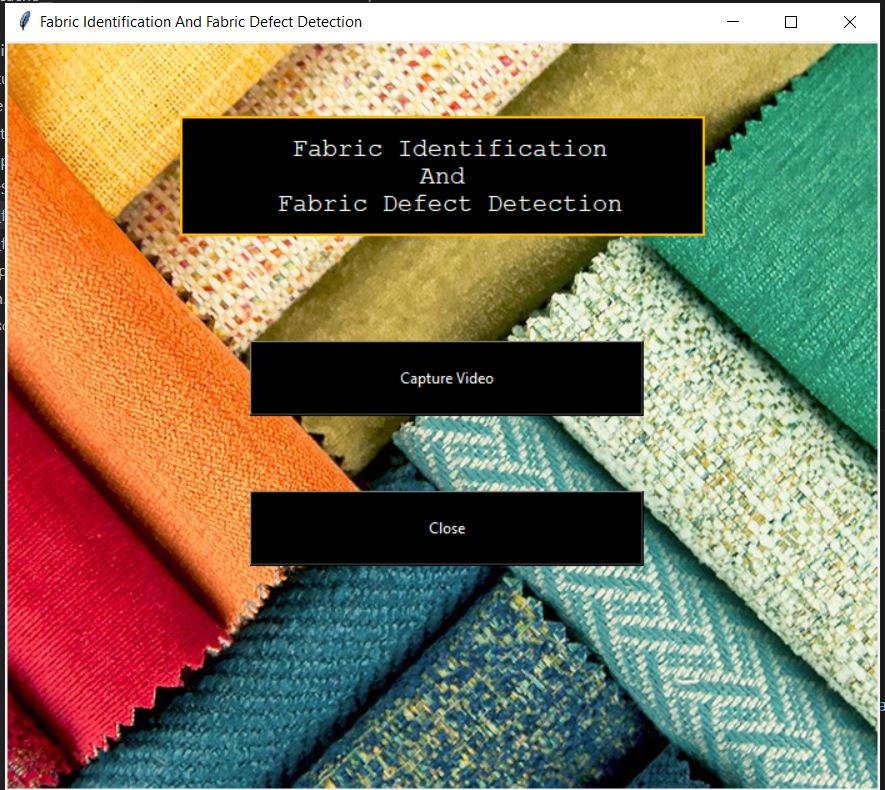 Fabric Identification And Fabric Defect Detection
Fabric Identification
And
Fabric Defect Detection
Capture Video
Close